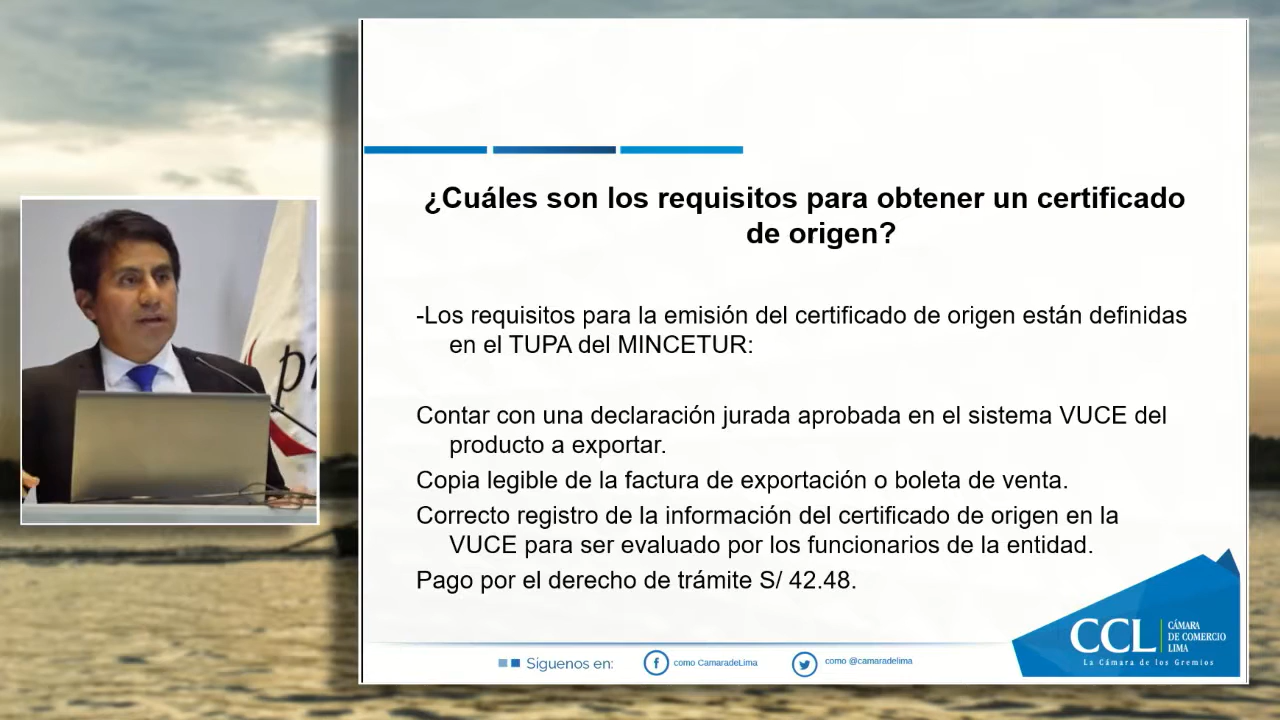 ¿Cuáles son los requisitos para obtener un certificado
de origen?
-Los requisitos para la emisión del certificado de origen están definidas
en el TUPA del MINCETUR:
Contar con una declaración jurada aprobada en el sistema VUCE del
producto a exportar.
Copia legible de la factura de exportación o boleta de venta.
Correcto registro de la información del certificado de origen en la
VUCE para ser evaluado por los funcionarios de la entidad.
Pago por el derecho de trámite S/ 42.48.
Síguenos en:
como CamaradeLima
como @camaradelima
CCL
CÁMARA
DE COMERCIO
LIMA
La Cámara de los Gremios